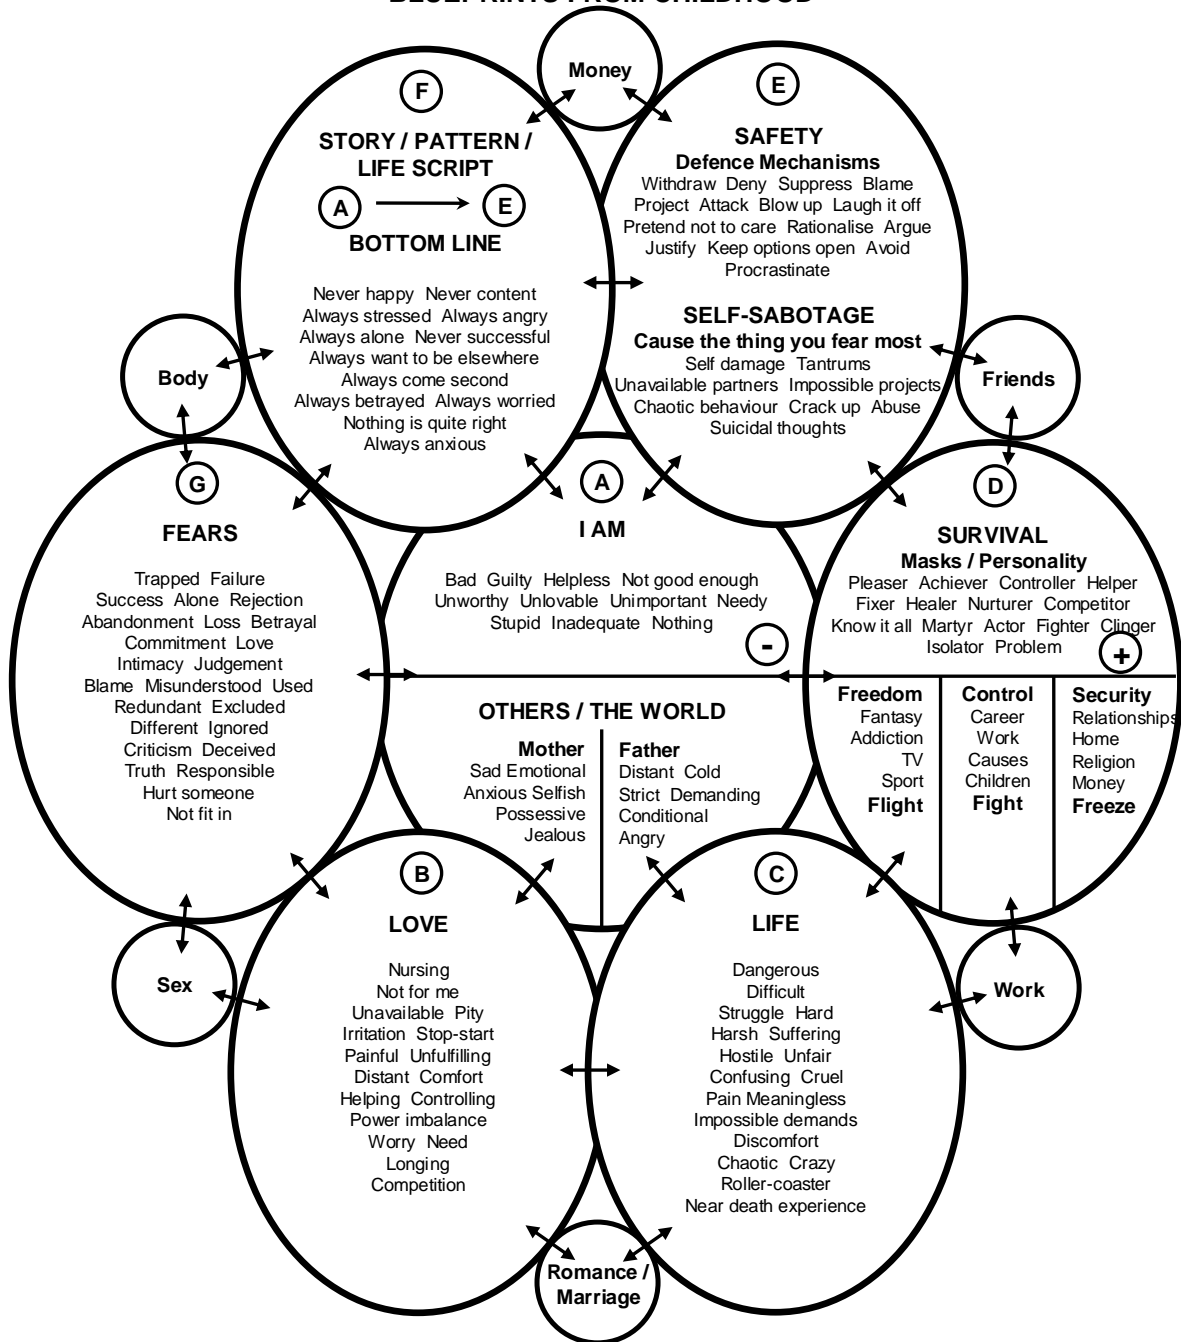 BLUEPRINTS FROM CHILDHOOD
Money
F
STORY / PATTERN /
LIFE SCRIPT
A
E
BOTTOM LINE
Never happy Never content
Always stressed Always angry
Always alone Never successful
Always want to be elsewhere
Always come second
Always betrayed Always worried
Nothing is quite right
Always anxious
E
SAFETY
Defence Mechanisms
Withdraw Deny Suppress Blame
Project Attack Blow up Laugh it off
Pretend not to care Rationalise Argue
Justify Keep options open Avoid
Procrastinate
SELF-SABOTAGE
Cause the thing you fear most
Self damage Tantrums
Unavailable partners Impossible projects
Chaotic behaviour Crack up Abuse
Suicidal thoughts
Body
Friends
G
FEARS
Trapped Failure
Success Alone Rejection
Abandonment Loss Betrayal
Commitment Love
Intimacy Judgement
Blame Misunderstood Used
Redundant Excluded
Different Ignored
Criticism Deceived
Truth Responsible
Hurt someone
Not fit in
A
I AM
Bad Guilty Helpless Not good enough
Unworthy Unlovable Unimportant Needy
Stupid Inadequate Nothing
-
OTHERS / THE WORLD
Mother
Sad Emotional
Anxious Selfish
Possessive
Jealous
Father
Distant Cold
Strict Demanding
Conditional
Angry
D
SURVIVAL
Masks / Personality
Pleaser Achiever Controller Helper
Fixer Healer Nurturer Competitor
Know it all Martyr Actor Fighter Clinger
Isolator Problem
+
Freedom
Fantasy
Addiction
TV
Sport
Flight
Control
Career
Work
Causes
Children
Fight
Security
Relationships
Home
Religion
Money
Freeze
B
LOVE
Nursing
Not for me
Unavailable Pity
Irritation Stop-start
Painful Unfulfilling
Distant Comfort
Helping Controlling
Power imbalance
Worry Need
Longing
Competition
C
LIFE
Dangerous
Difficult
Struggle Hard
Harsh Suffering
Hostile Unfair
Confusing Cruel
Pain Meaningless
Impossible demands
Discomfort
Chaotic Crazy
Roller-coaster
Near death experience
Sex
Work
Romance /
Marriage